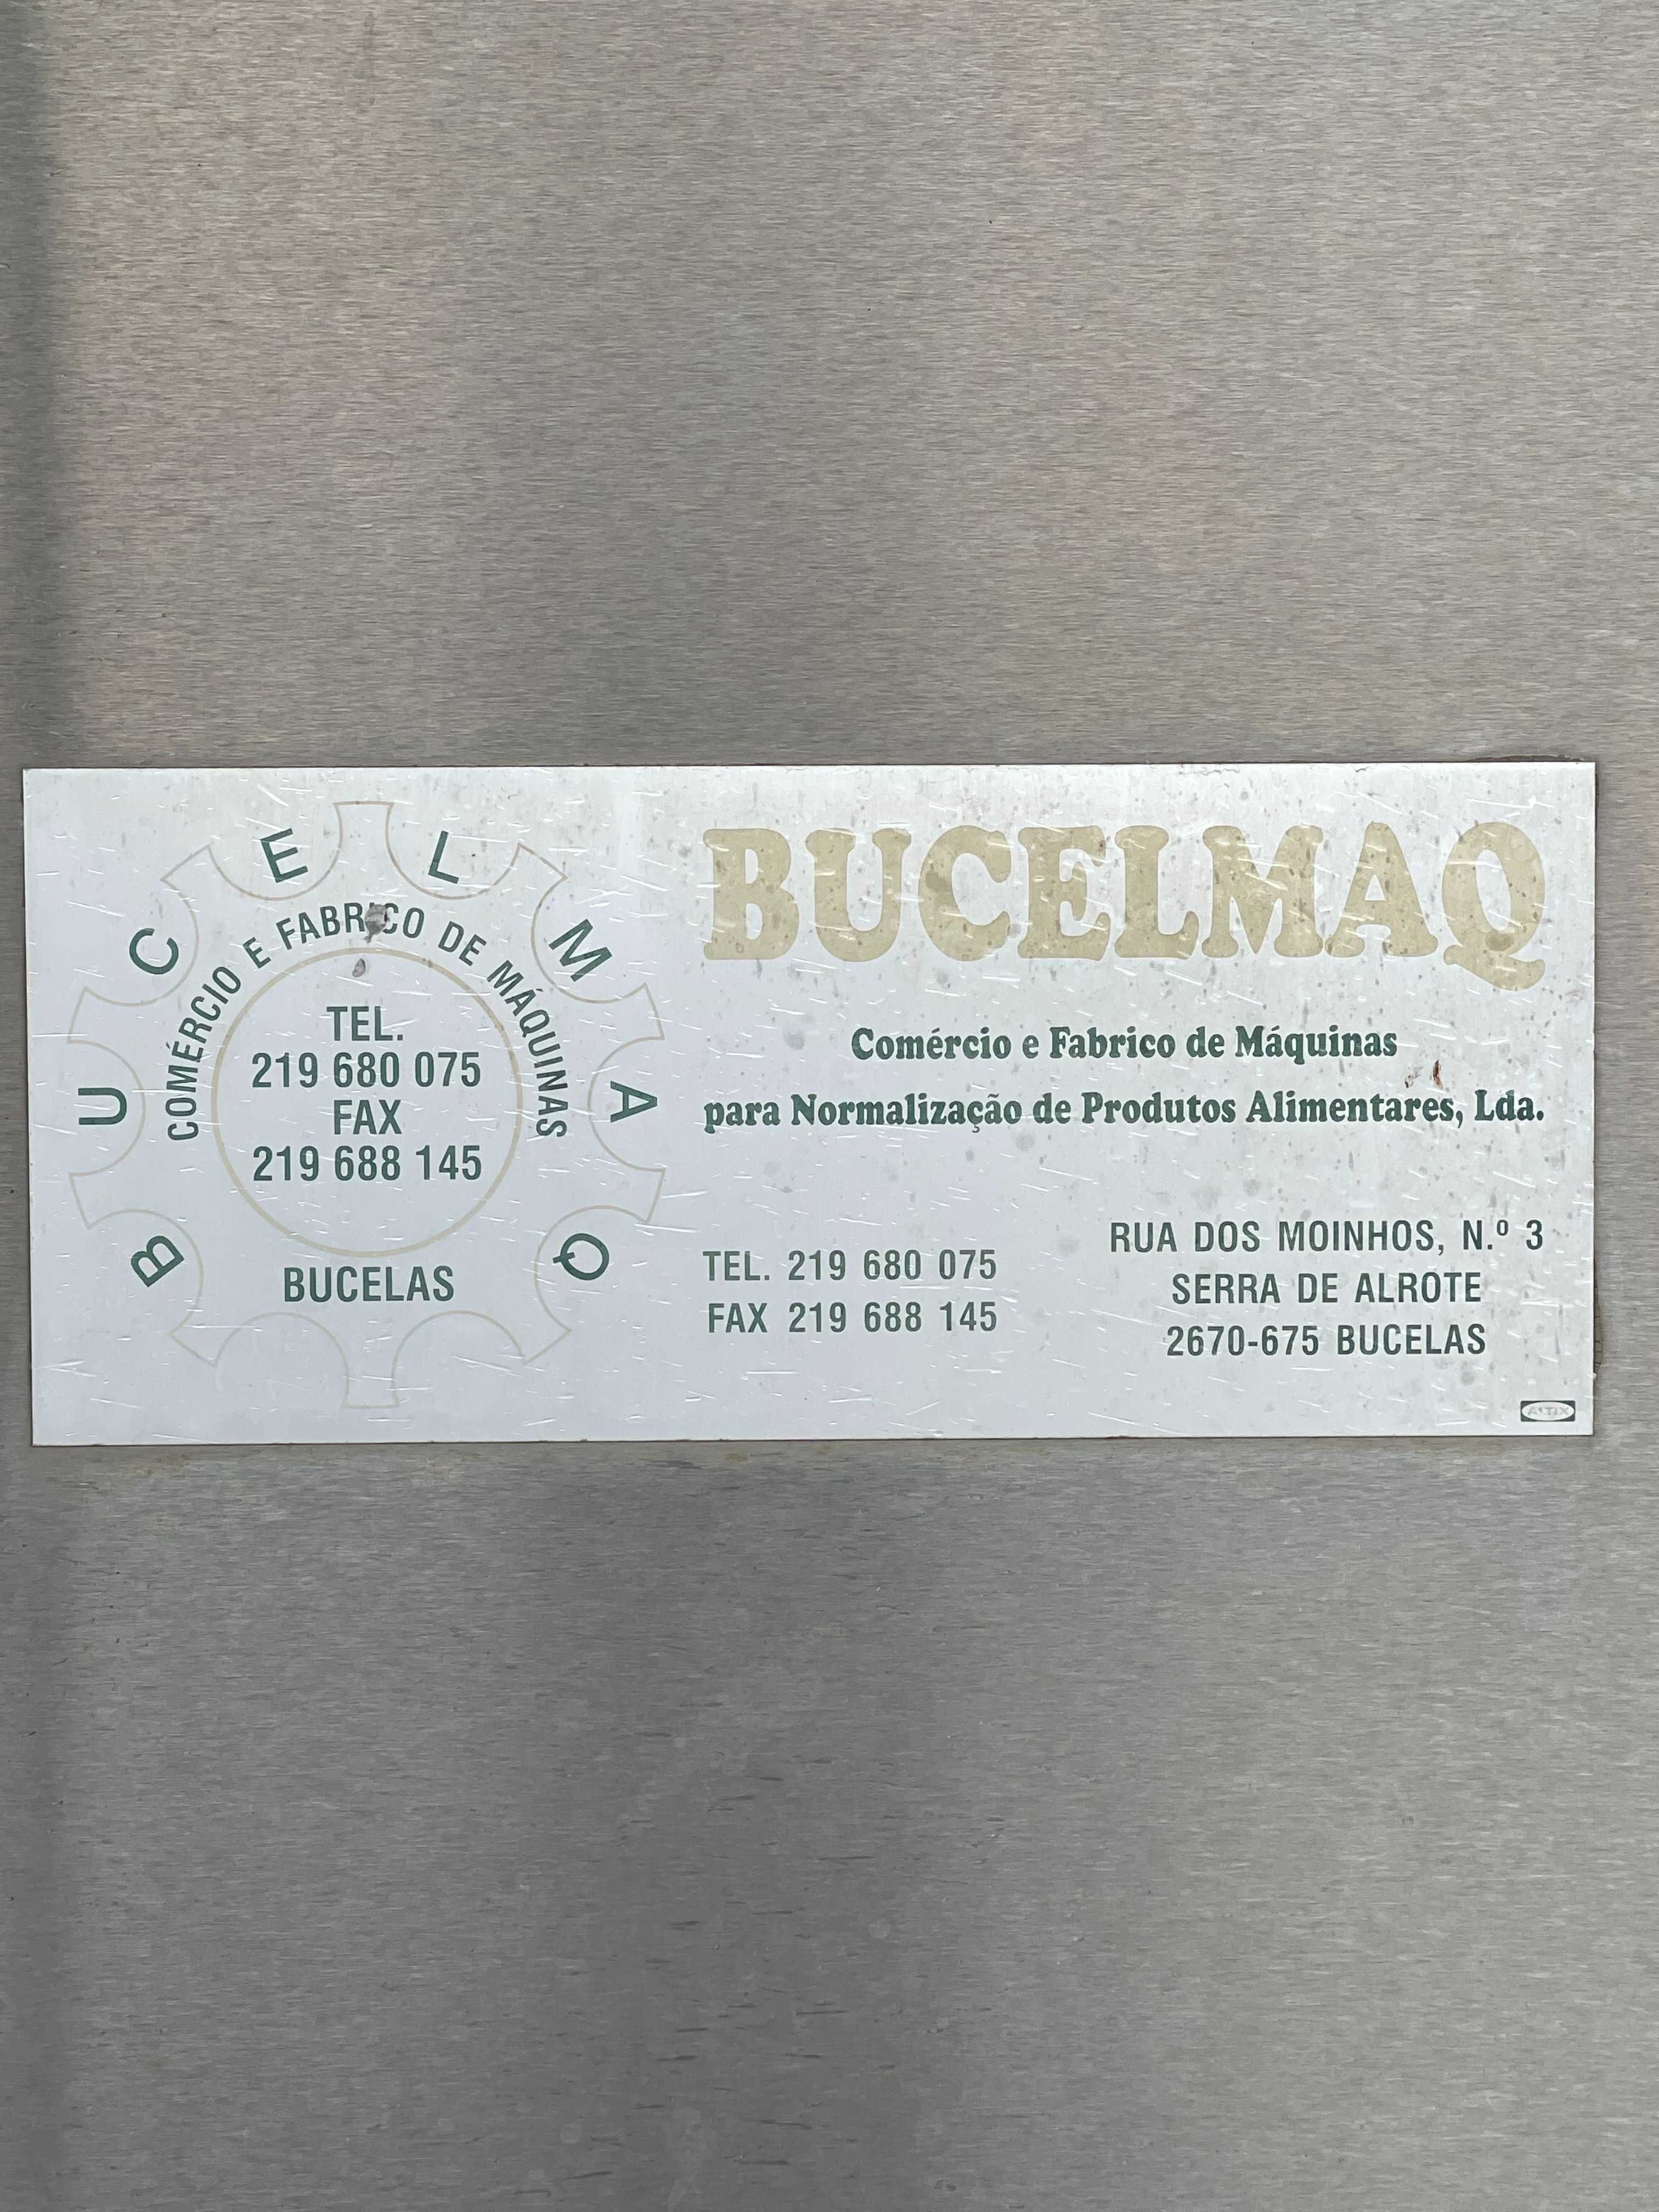 BUCELMAQ
COMÉRCIO E FABRICO DE MÁQUINAS
TEL.
219 680 075
FAX
219 688 145
BUCELAS
BUCELMAQ
Comércio e Fabrico de Máquinas
para Normalização de Produtos Alimentares, Lda.
TEL. 219 680 075
FAX 219 688 145
RUA DOS MOINHOS, N.º 3
SERRA DE ALROTE
2670-675 BUCELAS